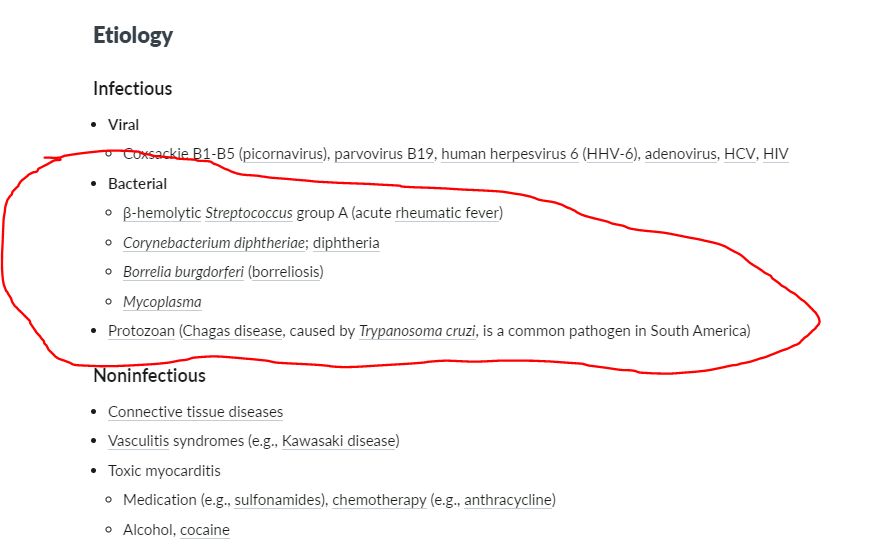 Etiology
Infectious
• Viral
Coxsackie B1-B5 (picornavirus), parvovirus B19, human herpesvirus 6 (HHV-6), adenovirus, HCV, HIV
• Bacterial
β-hemolytic Streptococcus group A (acute rheumatic fever)
Corynebacterium diphtheriae; diphtheria
Borrelia burgdorferi (borreliosis)
Mycoplasma
• Protozoan (Chagas disease, caused by Trypanosoma cruzi, is a common pathogen in South America)
Noninfectious
• Connective tissue diseases
• Vasculitis syndromes (e.g., Kawasaki disease)
• Toxic myocarditis
Medication (e.g., sulfonamides), chemotherapy (e.g., anthracycline)
Alcohol, cocaine